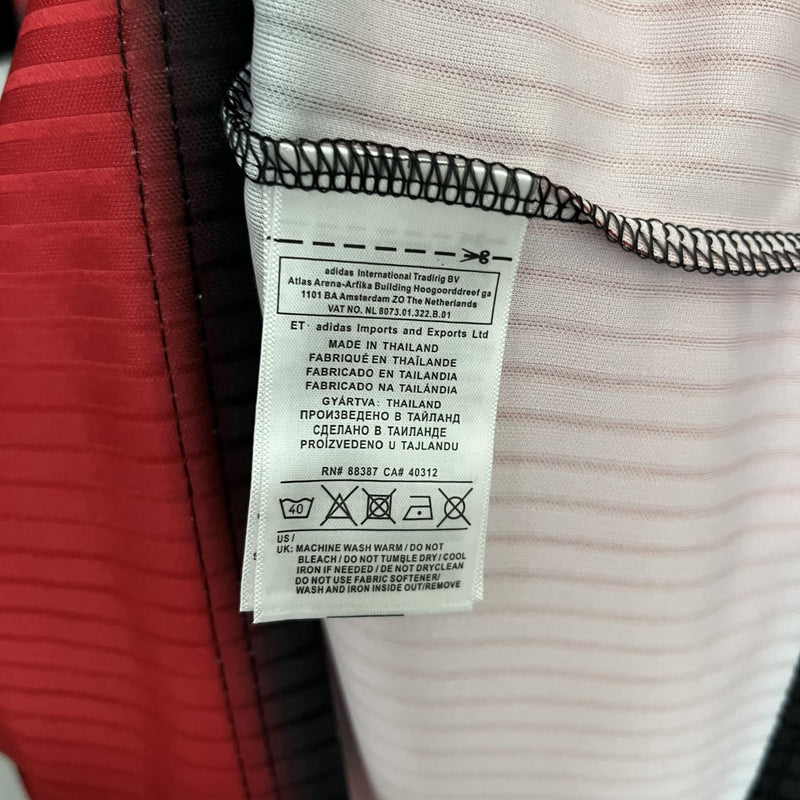 adidas International Tradirig BV
Atlas Arena-Arfika Building Hoogoorddreef ga
1101 BA Amsterdam ZO The Netherlands
VAT NO. NL 8073.01.322.B.01
ET· adidas Imports and Exports Ltd
MADE IN THAILAND
FABRIQUÉ EN THAÏLANDE
FABRICADO EN TAILANDIA
FABRICADO NA TAILÂNDIA
GYÁRTVA: THAILAND
ПРОИЗВЕДЕНО В ТАЙЛАНД
СДЕЛАНО В ТАИЛАНДЕ
PROÏZVEDENO U TAJLANDU
RN# 88387 CA# 40312
40
US /
UK: MACHINE WASH WARM / DO NOT
BLEACH / DO NOT TUMBLE DRY / COOL
IRON IF NEEDED / DE NOT DRYCLEAN
DO NOT USE FABRIC SOFTENER/
WASH AND IRON INSIDE OUT/REMOVE